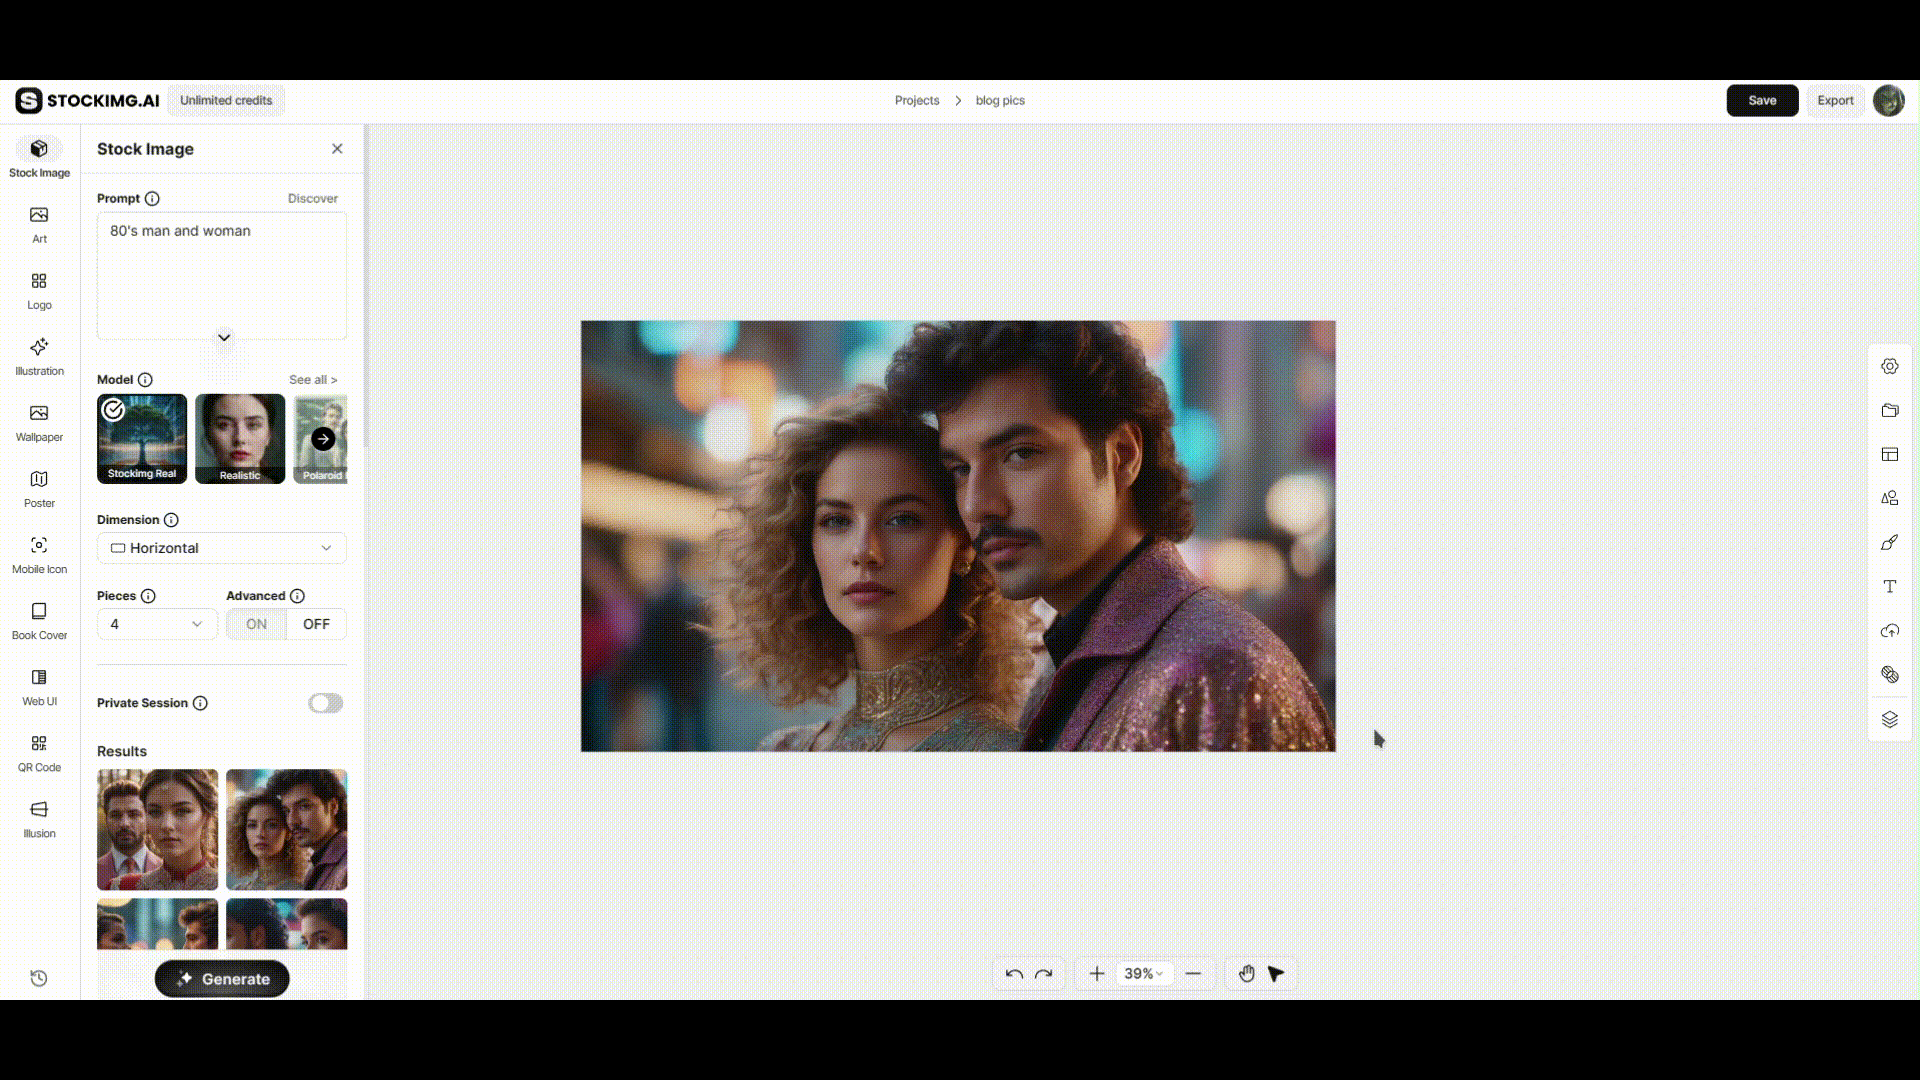 STOCKIMG.AI
Unlimited credits
Projects > blog pics
Save
Export
Stock Image
Art
Logo
Illustration
Wallpaper
Poster
Mobile Icon
Book Cover
Web UI
QR Code
Illusion
Stock Image
Prompt
Discover
80's man and woman
Model
See all >
Stockimg Real
Realistic
Polaroid
Dimension
Horizontal
Pieces
Advanced
4
ON
OFF
Private Session
Results
Generate
39%